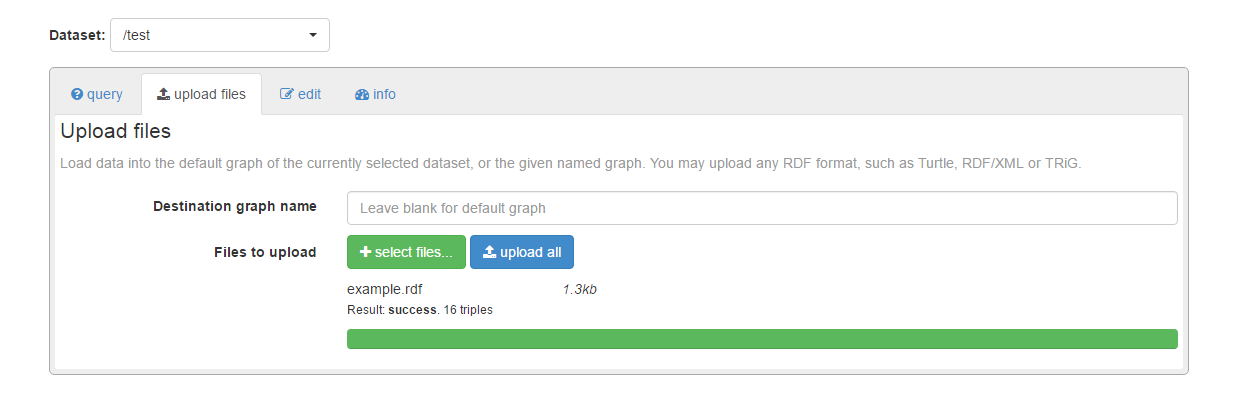 Dataset: /test
query upload files edit info
Upload files
Load data into the default graph of the currently selected dataset, or the given named graph. You may upload any RDF format, such as Turtle, RDF/XML or TRiG.
Destination graph name Leave blank for default graph
Files to upload select files... upload all
example.rdf 1.3kb
Result: success. 16 triples